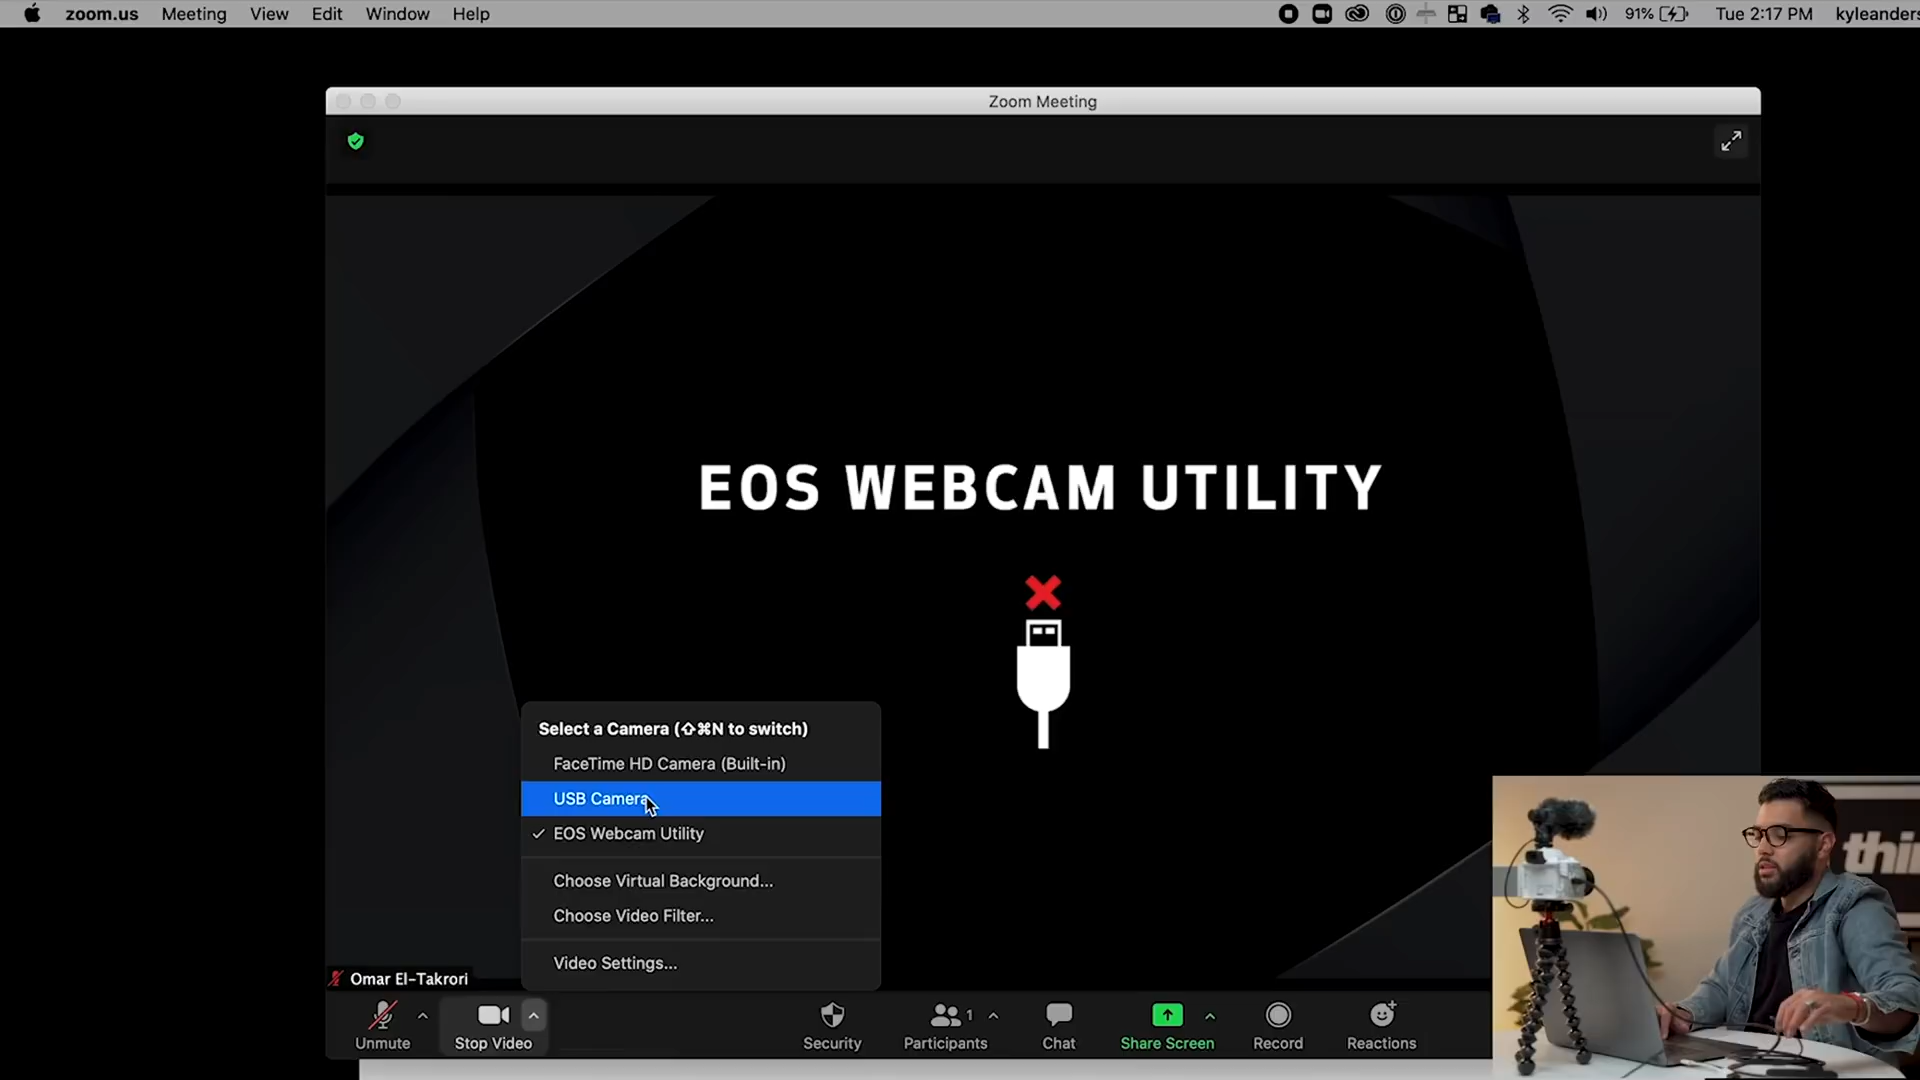 zoom.us Meeting View Edit Window Help 91% Tue 2:17 PM kyleanders
Zoom Meeting
EOS WEBCAM UTILITY
Select a Camera (⇧⌘N to switch)
FaceTime HD Camera (Built-in)
USB Camera
✓ EOS Webcam Utility
Choose Virtual Background...
Choose Video Filter...
Video Settings...
thin
Omar El-Takrori
1
Unmute Stop Video Security Participants Chat Share Screen Record Reactions